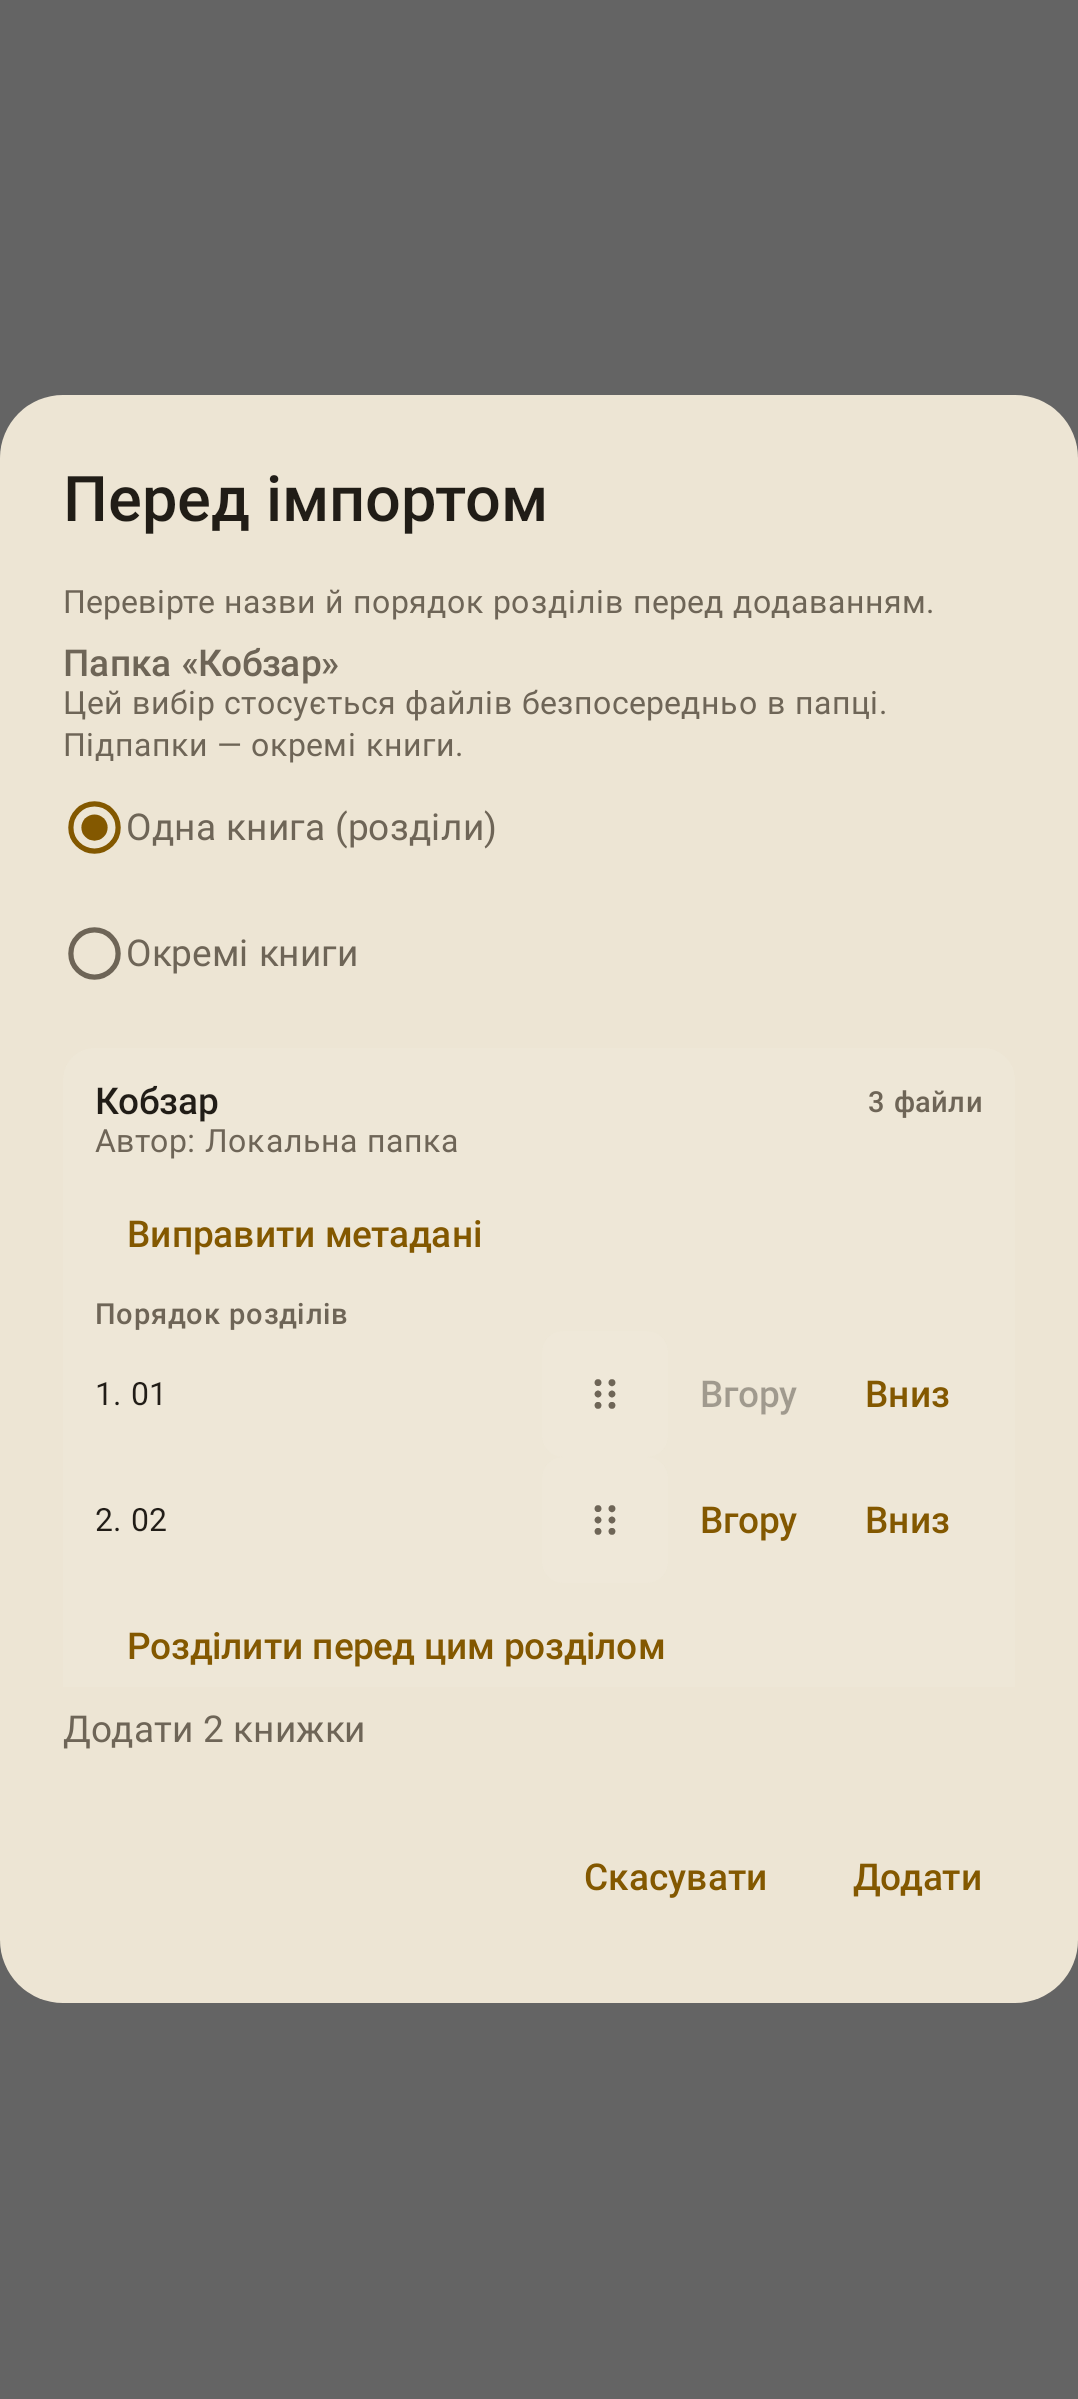 Перед імпортом
Перевірте назви й порядок розділів перед додаванням.
Папка «Кобзар»
Цей вибір стосується файлів безпосередньо в папці.
Підпапки — окремі книги.
Одна книга (розділи)
Окремі книги
Кобзар 3 файли
Автор: Локальна папка
Виправити метадані
Порядок розділів
1. 01 Вгору Вниз
2. 02 Вгору Вниз
Розділити перед цим розділом
Додати 2 книжки
Скасувати Додати